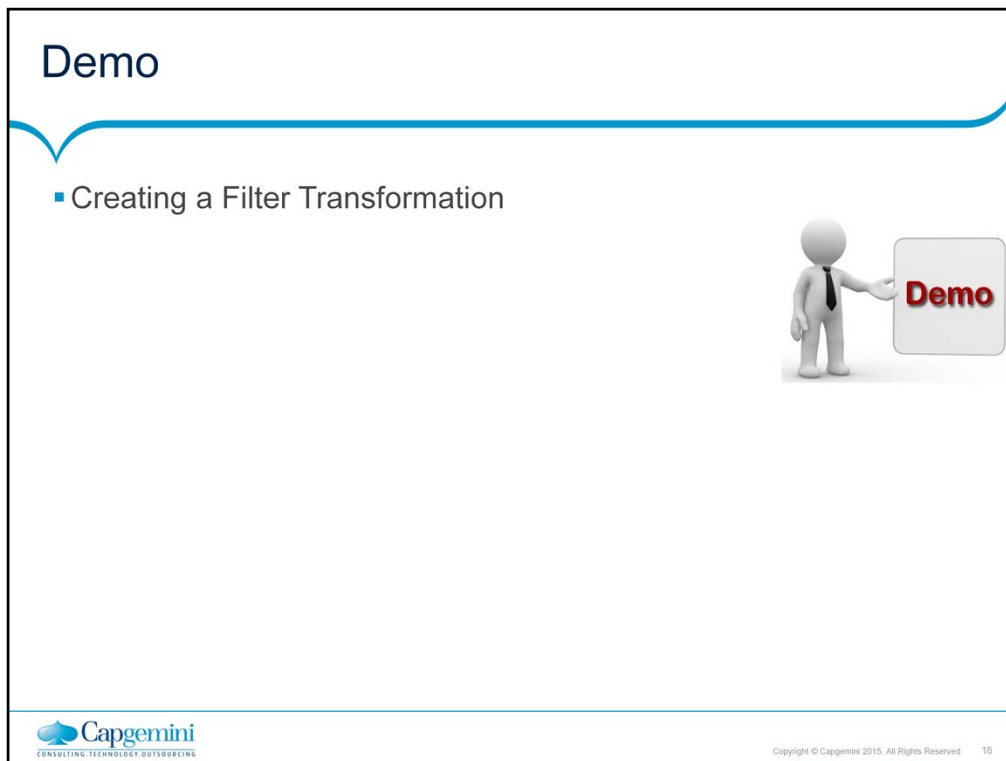 Demo
Creating a Filter Transformation
Demo
Capgemini
CONSULTING.TECHNOLOGY.OUTSOURCING
Copyright © Capgemini 2015. All Rights Reserved 16